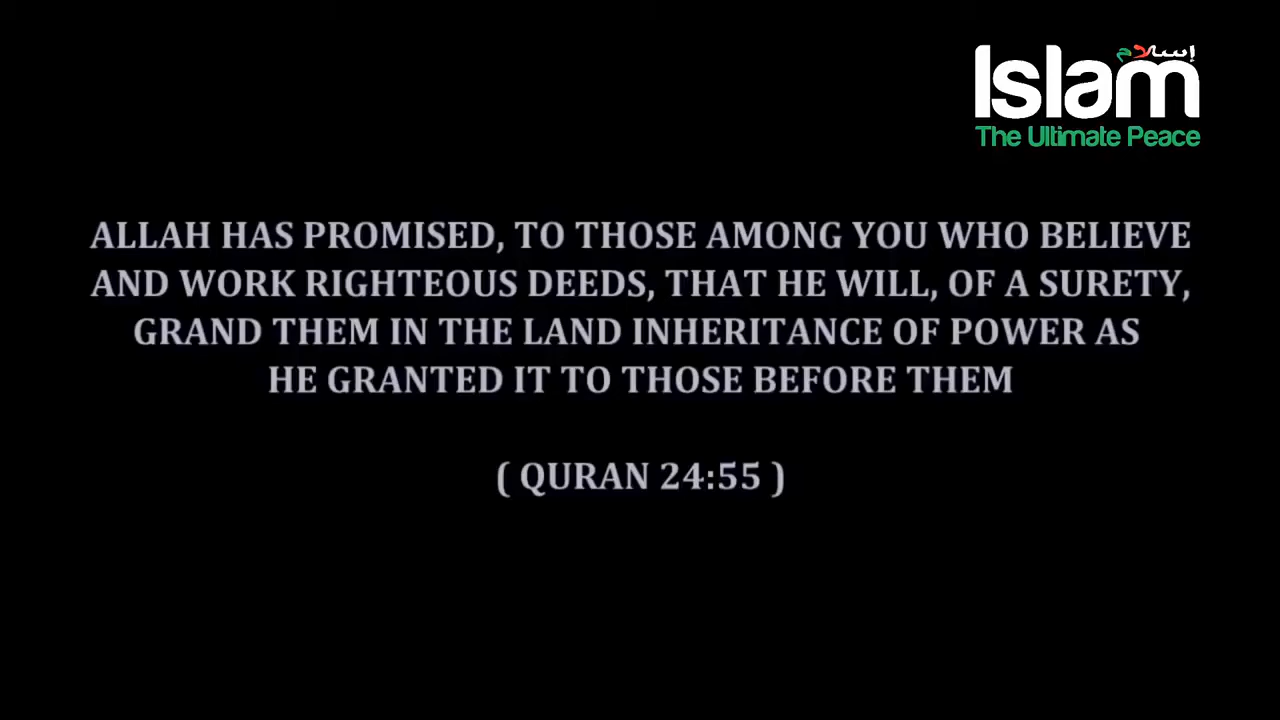 إسلام
Islam
The Ultimate Peace
ALLAH HAS PROMISED, TO THOSE AMONG YOU WHO BELIEVE
AND WORK RIGHTEOUS DEEDS, THAT HE WILL, OF A SURETY,
GRAND THEM IN THE LAND INHERITANCE OF POWER AS
HE GRANTED IT TO THOSE BEFORE THEM
( QURAN 24:55 )